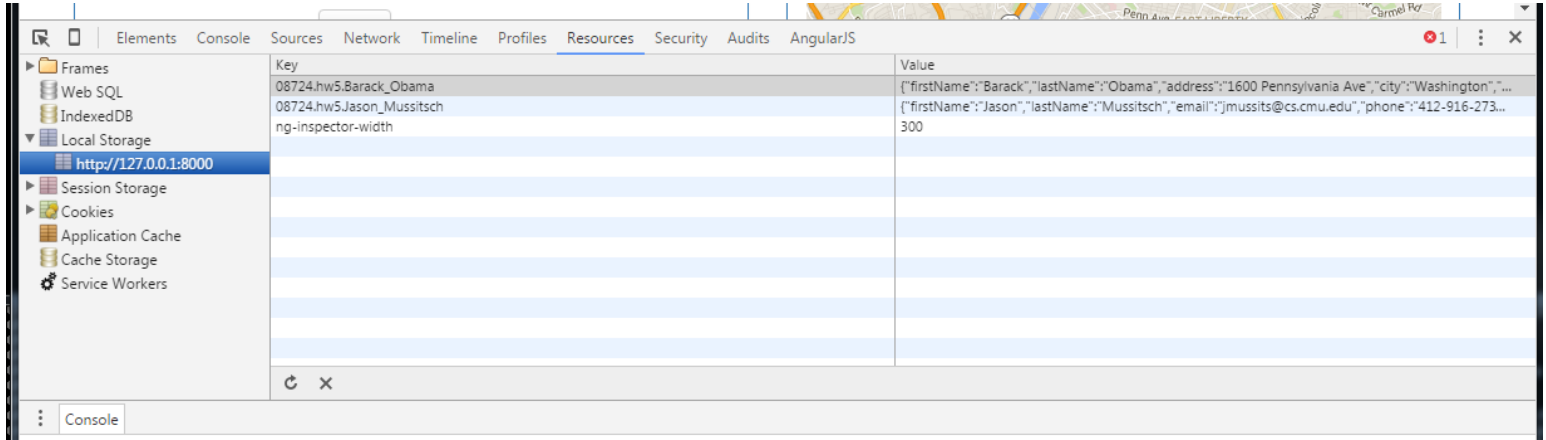 Penn Ave EAST LIBERTY Carmel Rd
Elements Console Sources Network Timeline Profiles Resources Security Audits AngularJS 1
Frames
Web SQL
IndexedDB
Local Storage
http://127.0.0.1:8000
Session Storage
Cookies
Application Cache
Cache Storage
Service Workers
Key Value
08724.hw5.Barack_Obama {"firstName":"Barack","lastName":"Obama","address":"1600 Pennsylvania Ave","city":"Washington","...
08724.hw5.Jason_Mussitsch {"firstName":"Jason","lastName":"Mussitsch","email":"jmussits@cs.cmu.edu","phone":"412-916-273...
ng-inspector-width 300
Console